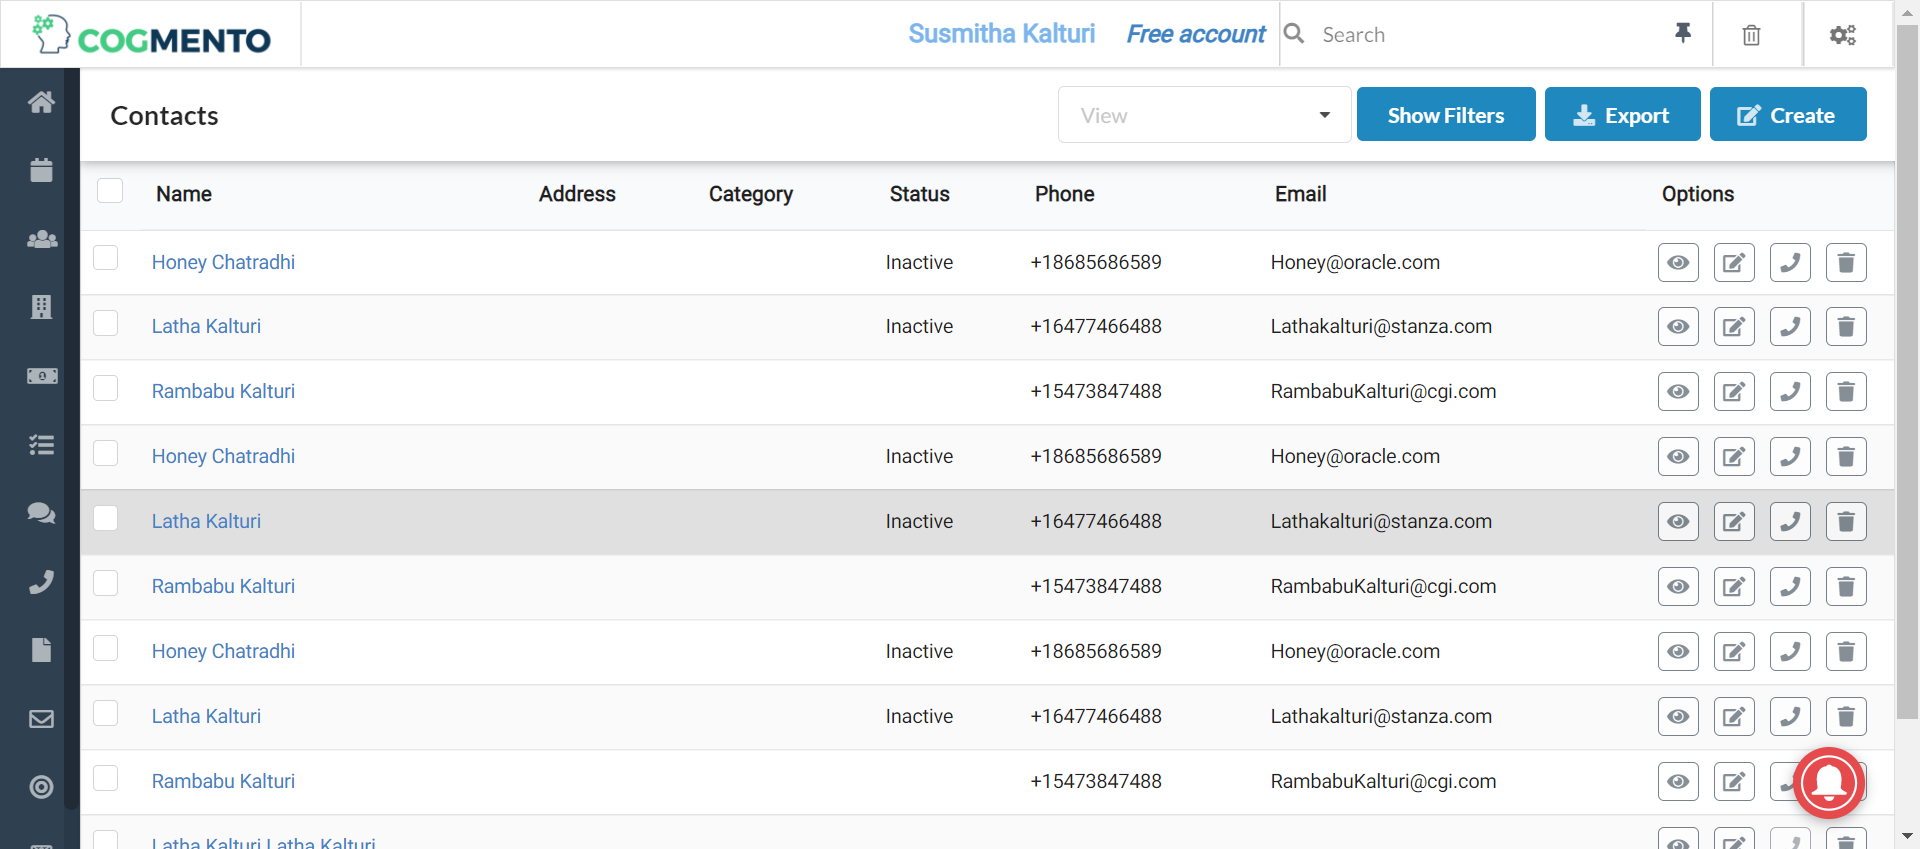 COGMENTO Susmitha Kalturi Free account Search
Contacts View Show Filters Export Create
Name Address Category Status Phone Email Options
Honey Chatradhi Inactive +18685686589 Honey@oracle.com
Latha Kalturi Inactive +16477466488 Lathakalturi@stanza.com
Rambabu Kalturi +15473847488 RambabuKalturi@cgi.com
Honey Chatradhi Inactive +18685686589 Honey@oracle.com
Latha Kalturi Inactive +16477466488 Lathakalturi@stanza.com
Rambabu Kalturi +15473847488 RambabuKalturi@cgi.com
Honey Chatradhi Inactive +18685686589 Honey@oracle.com
Latha Kalturi Inactive +16477466488 Lathakalturi@stanza.com
Rambabu Kalturi +15473847488 RambabuKalturi@cgi.com
Latha Kalturi Latha Kalturi